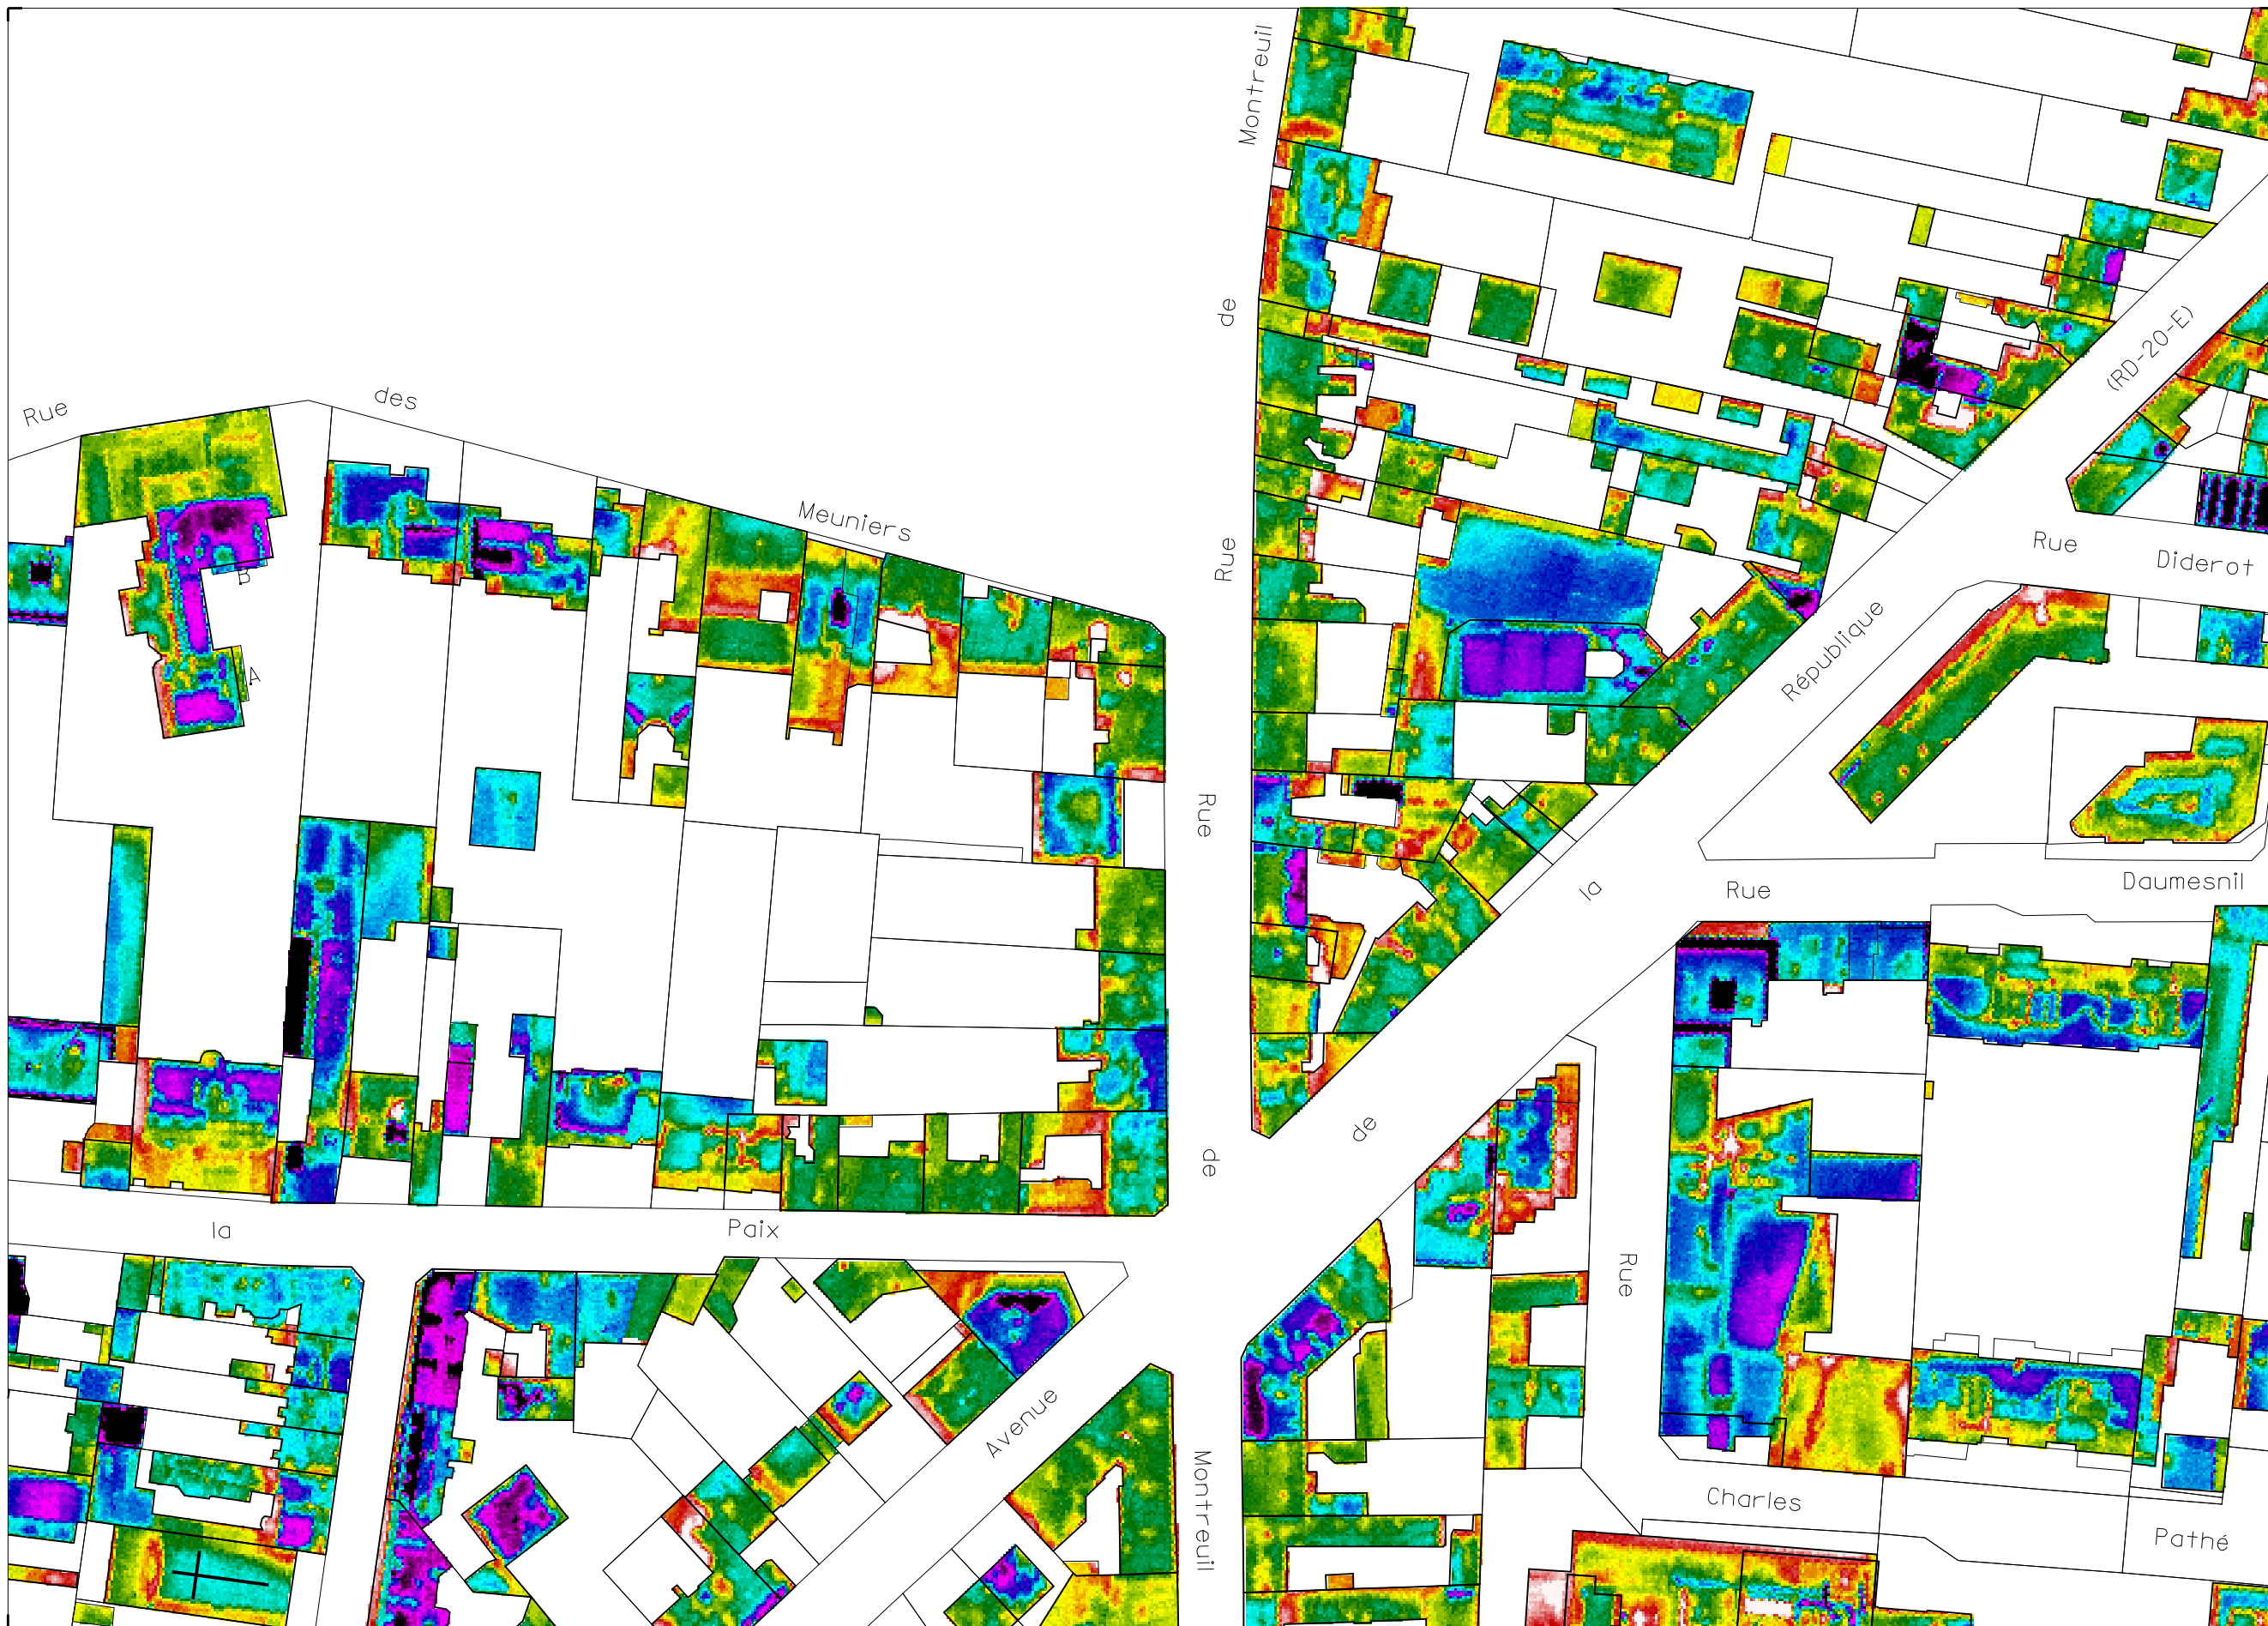 Montreuil
de
Rue
(RD-20-E)
Rue
des
Meuniers
Rue
Diderot
B
A
République
Rue
de
la
Rue
Daumesnil
de
la
Paix
Rue
Avenue
Montreuil
Charles
Pathé